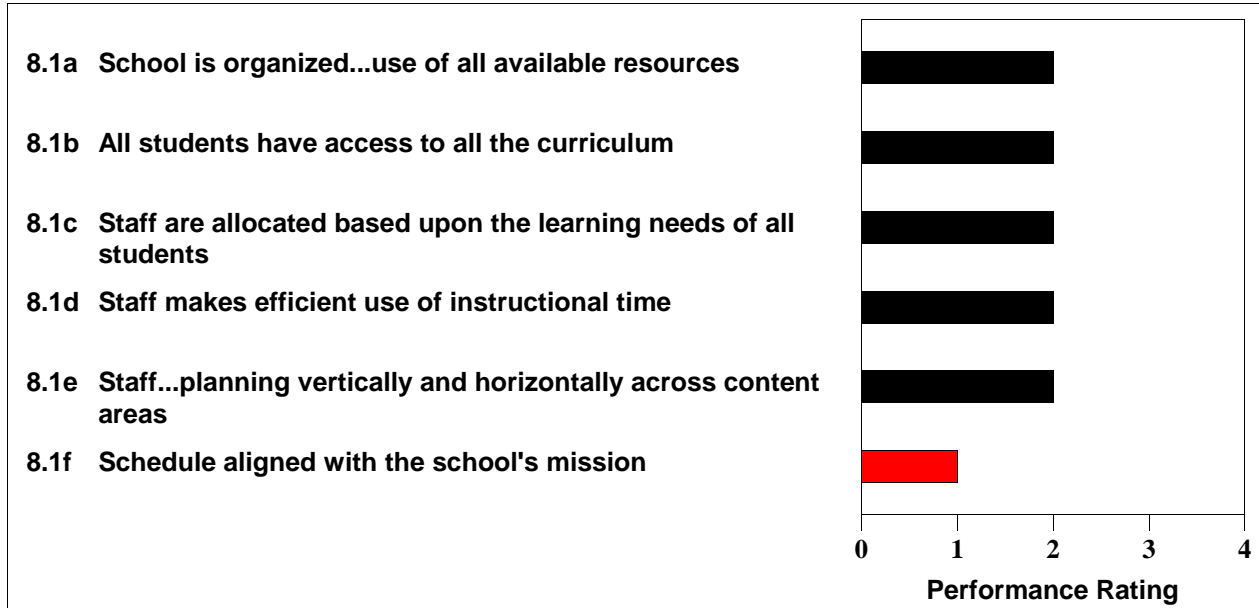 8.1a School is organized...use of all available resources
8.1b All students have access to all the curriculum
8.1c Staff are allocated based upon the learning needs of all
students
8.1d Staff makes efficient use of instructional time
8.1e Staff...planning vertically and horizontally across content
areas
8.1f Schedule aligned with the school's mission
0 1 2 3 4
Performance Rating